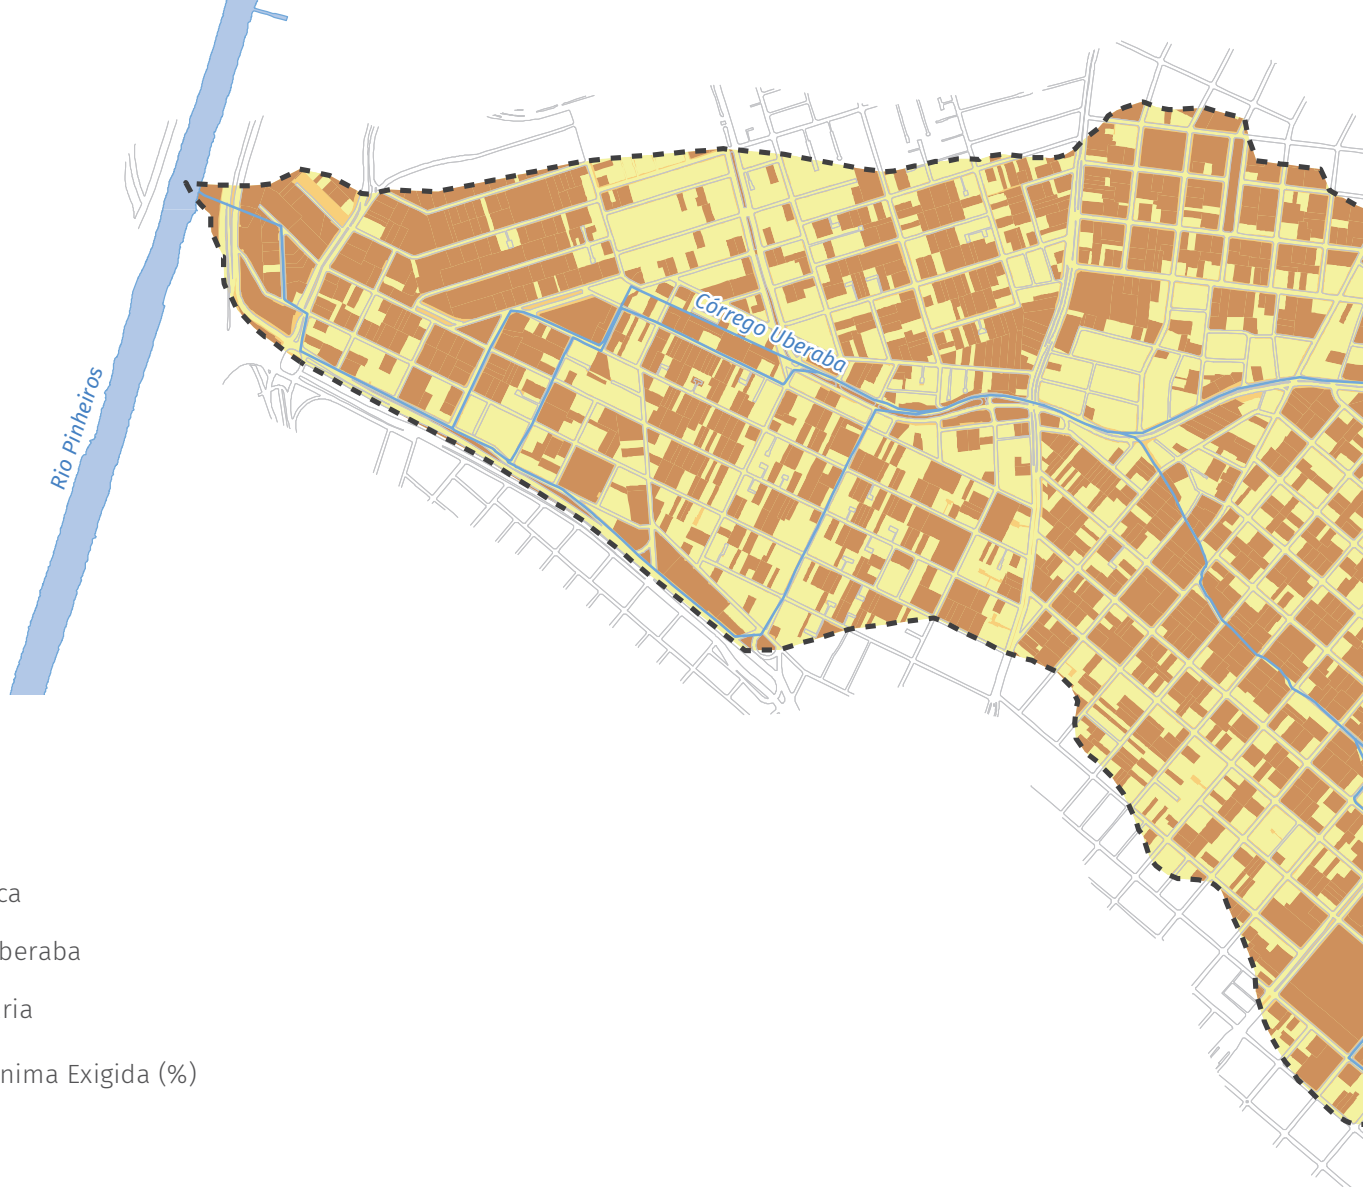 Rio Pinheiros
Córrego Uberaba
ca
beraba
ria
nima Exigida (%)